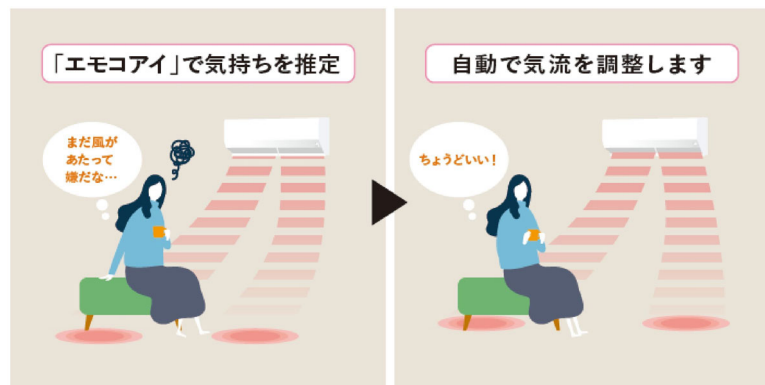 「エモコアイ」で気持ちを推定
まだ風が
あたって
嫌だな…
自動で気流を調整します
ちょうどいい！